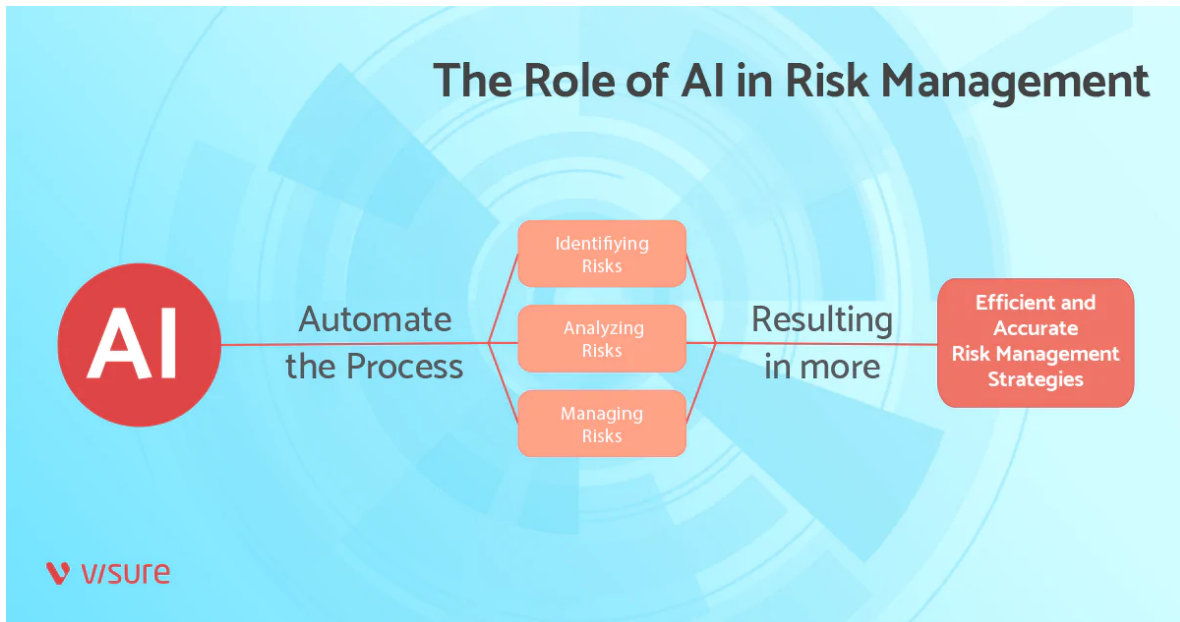 The Role of AI in Risk Management
AI
Automate
the Process
Identifiying
Risks
Analyzing
Risks
Managing
Risks
Resulting
in more
Efficient and
Accurate
Risk Management
Strategies
visure